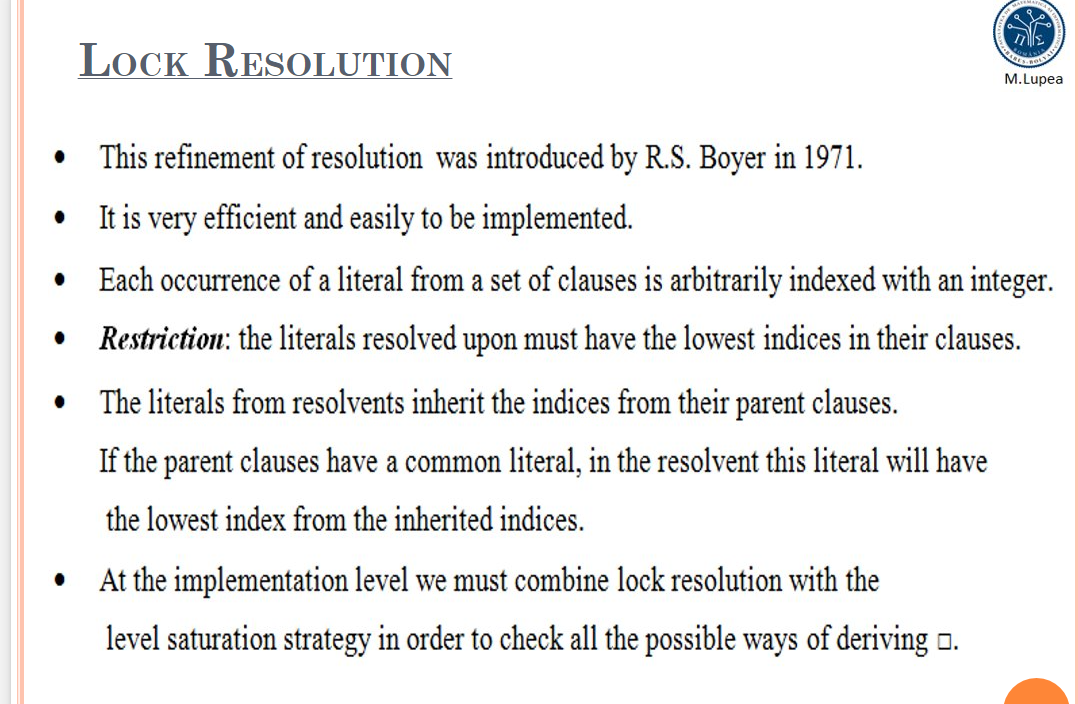 LOCK RESOLUTION
M.Lupea
• This refinement of resolution was introduced by R.S. Boyer in 1971.
• It is very efficient and easily to be implemented.
• Each occurrence of a literal from a set of clauses is arbitrarily indexed with an integer.
• Restriction: the literals resolved upon must have the lowest indices in their clauses.
• The literals from resolvents inherit the indices from their parent clauses.
If the parent clauses have a common literal, in the resolvent this literal will have
the lowest index from the inherited indices.
• At the implementation level we must combine lock resolution with the
level saturation strategy in order to check all the possible ways of deriving □.